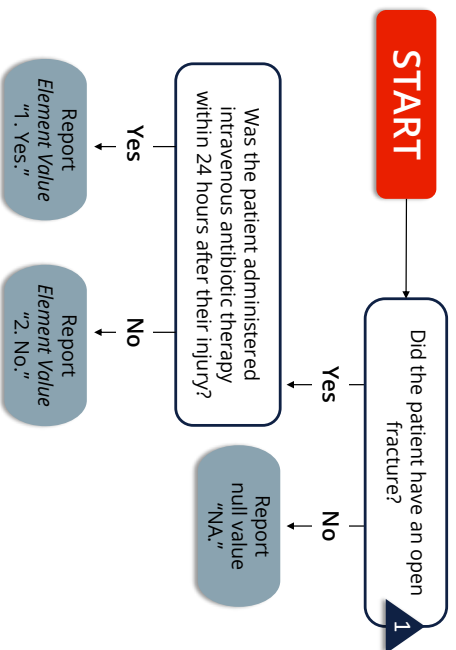 START
Did the patient have an open
fracture?
1
Yes
No
Was the patient administered
intravenous antibiotic therapy
within 24 hours after their injury?
Report
null value
“NA.”
Yes
No
Report
Element Value
“1. Yes.”
Report
Element Value
“2. No.”